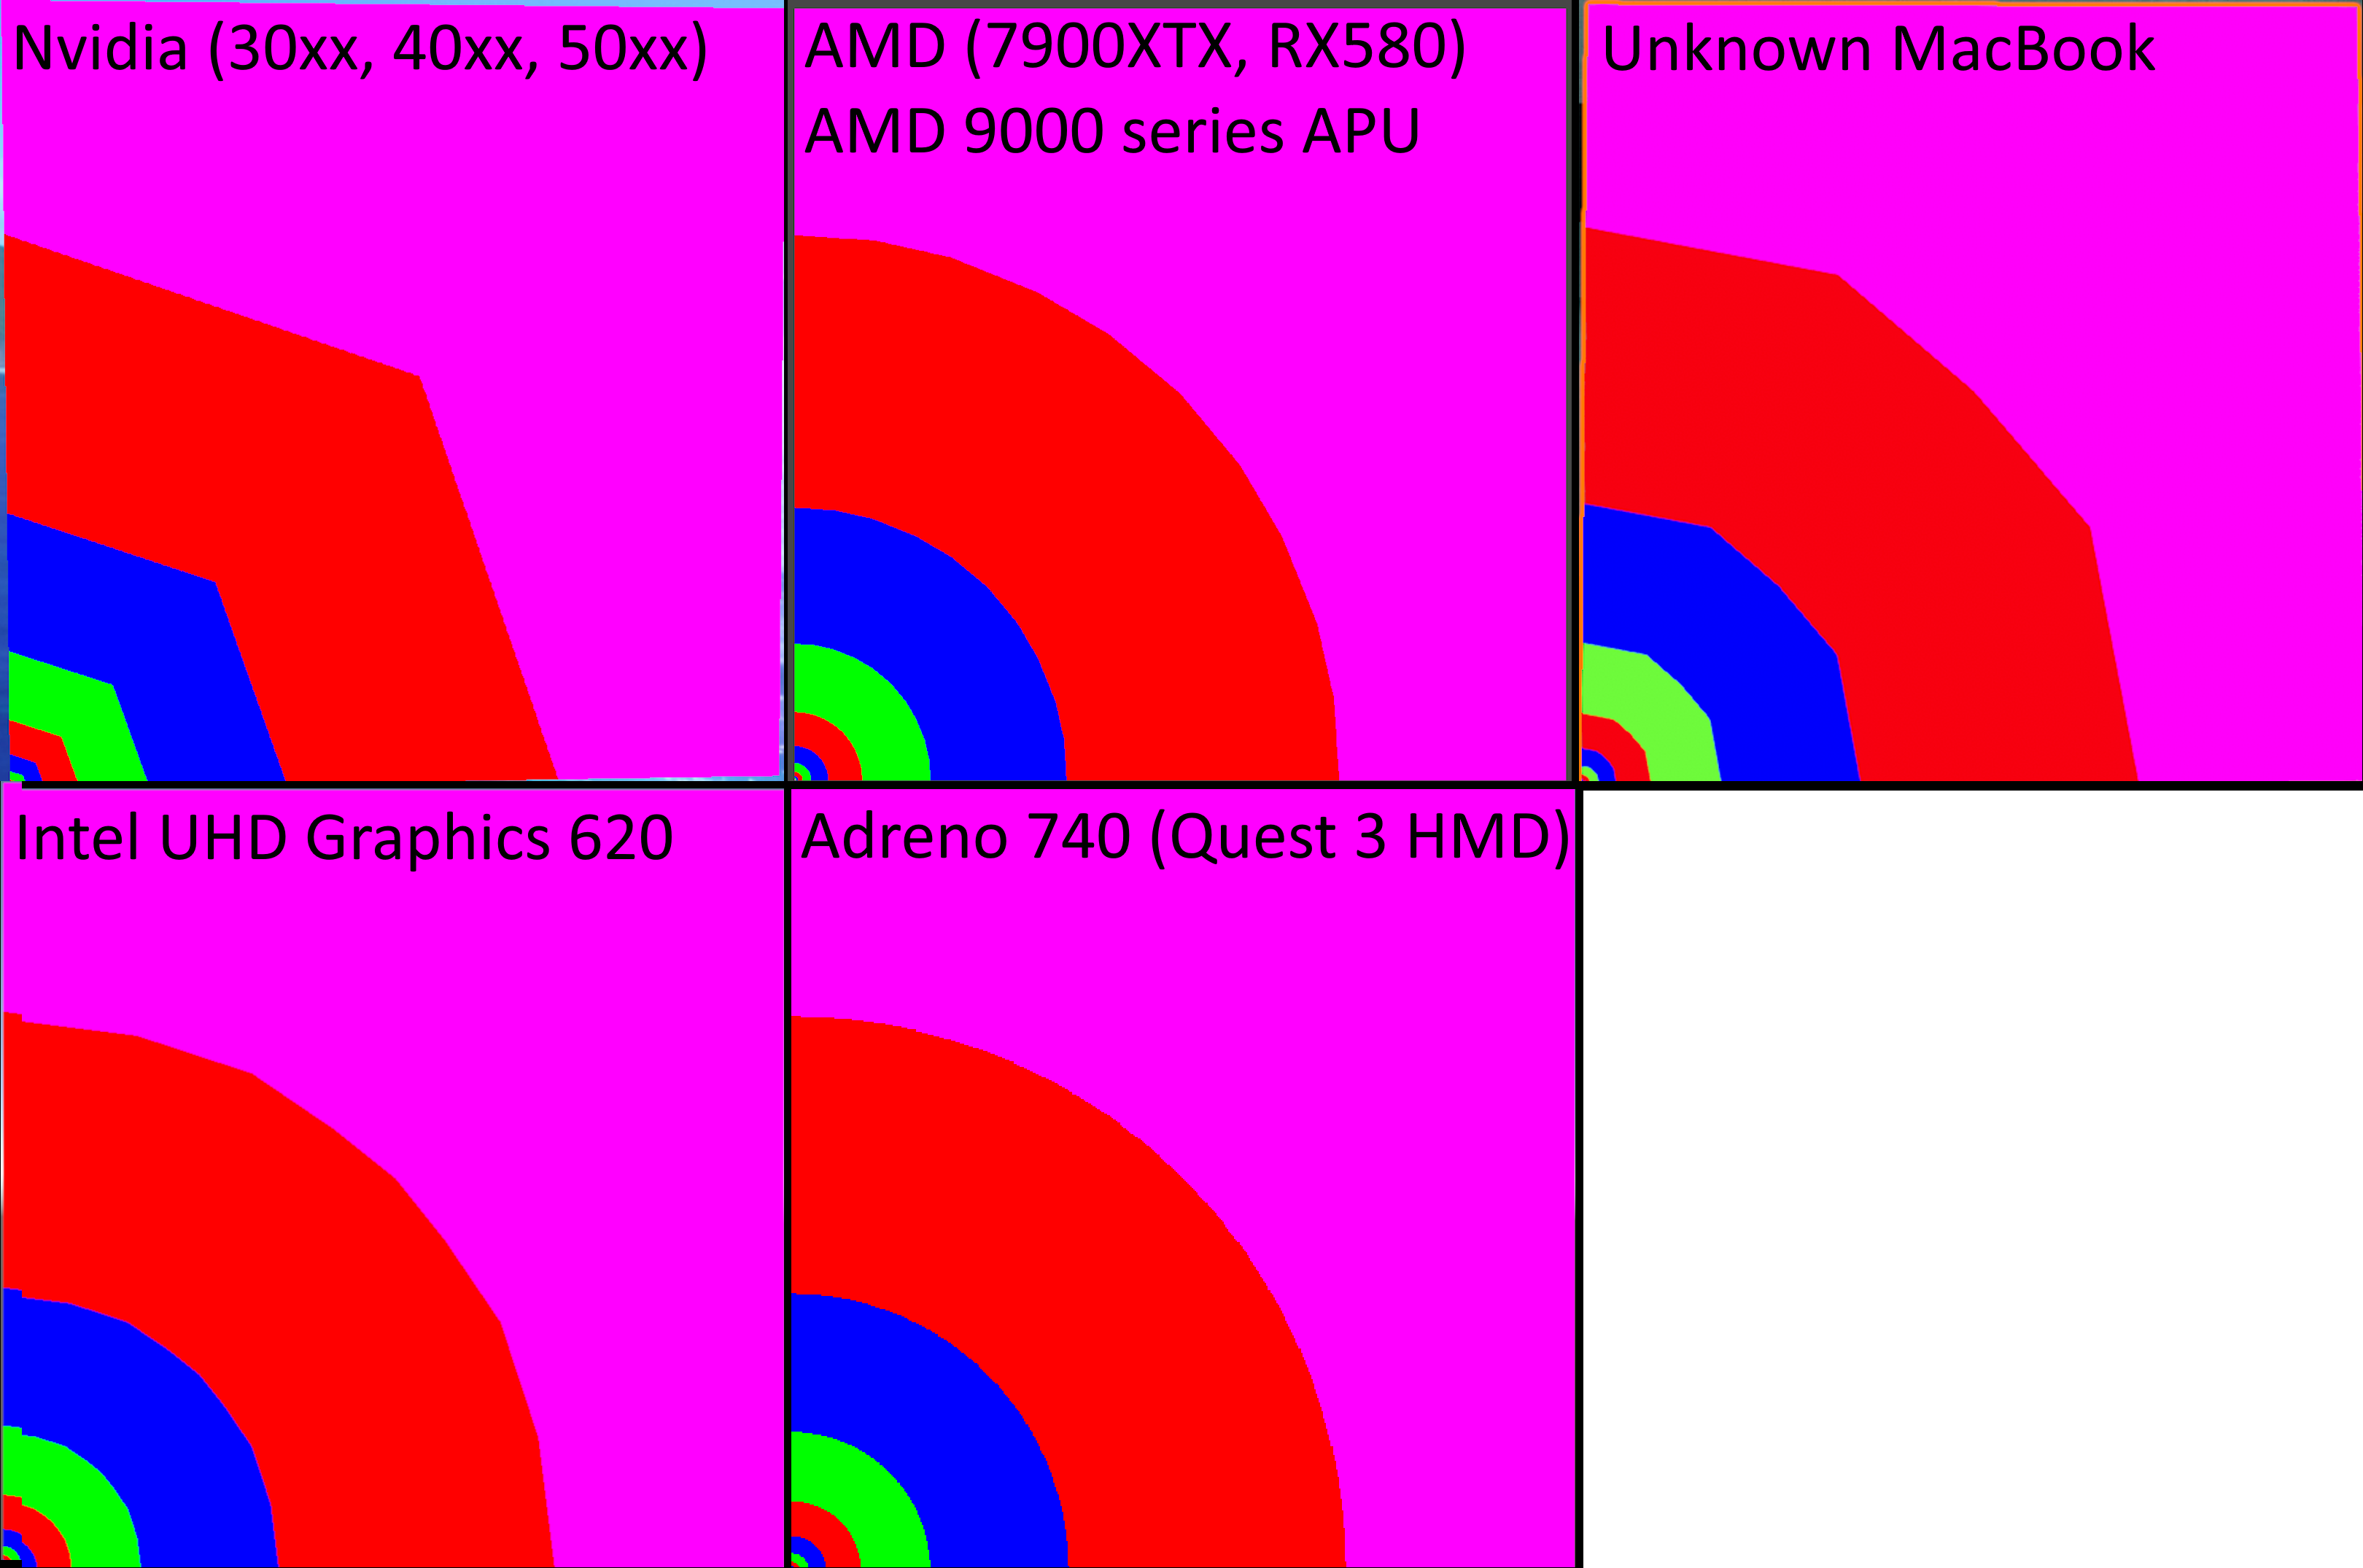 Nvidia (30xx, 40xx, 50xx)
AMD (7900XTX, RX580)
AMD 9000 series APU
Unknown MacBook
Intel UHD Graphics 620
Adreno 740 (Quest 3 HMD)